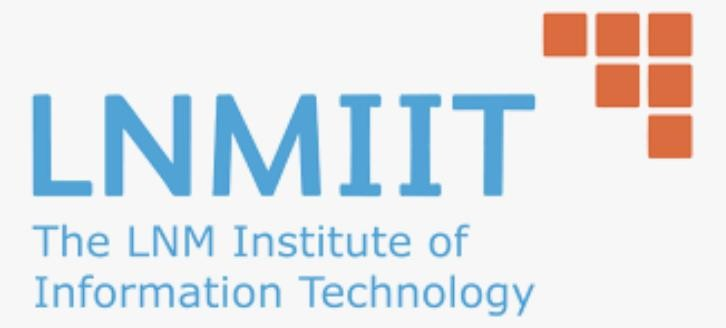 LNMIIT
The LNM Institute of
Information Technology